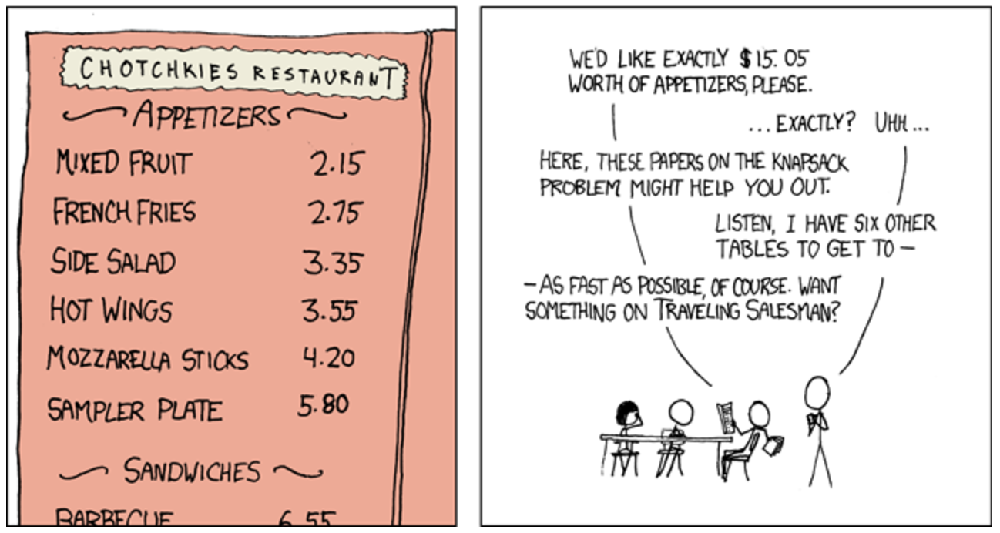 CHOTCHKIES RESTAURANT
APPETIZERS
MIXED FRUIT 2.15
FRENCH FRIES 2.75
SIDE SALAD 3.35
HOT WINGS 3.55
MOZZARELLA STICKS 4.20
SAMPLER PLATE 5.80
SANDWICHES
BARBECUE 6.55
WE'D LIKE EXACTLY $15.05
WORTH OF APPETIZERS, PLEASE.
...EXACTLY? UHH...
HERE, THESE PAPERS ON THE KNAPSACK
PROBLEM MIGHT HELP YOU OUT.
LISTEN, I HAVE SIX OTHER
TABLES TO GET TO —
—AS FAST AS POSSIBLE, OF COURSE. WANT
SOMETHING ON TRAVELING SALESMAN?